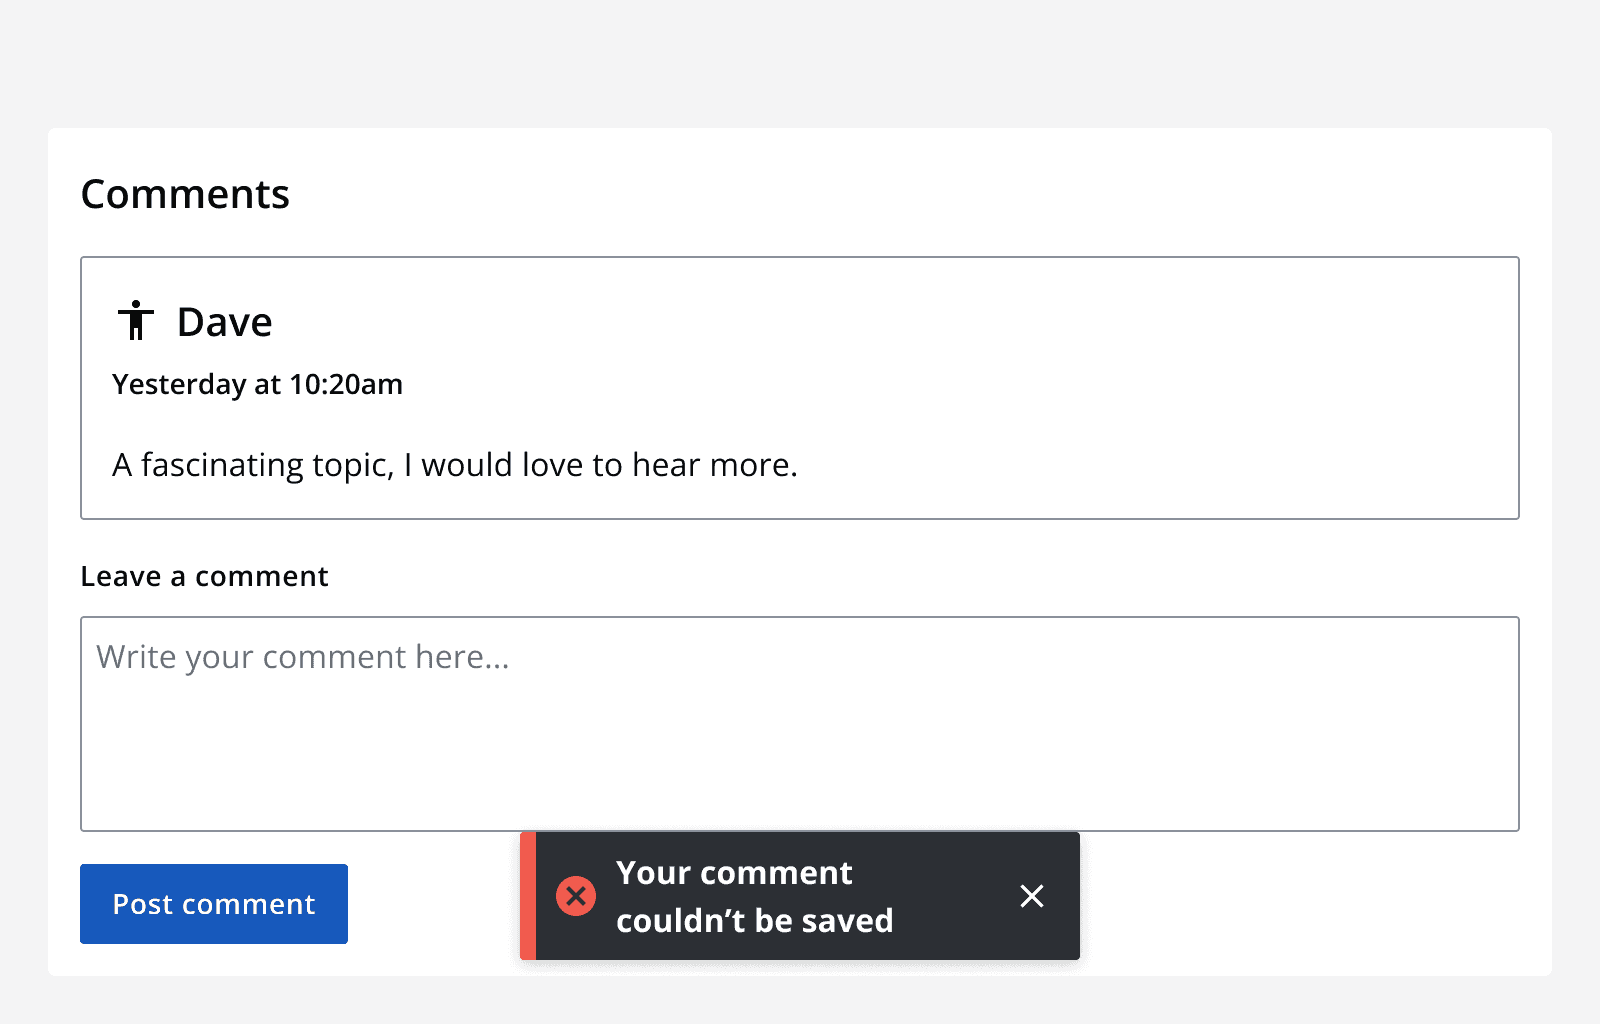 Comments
Dave
Yesterday at 10:20am
A fascinating topic, I would love to hear more.
Leave a comment
Write your comment here...
Post comment
Your comment
couldn’t be saved